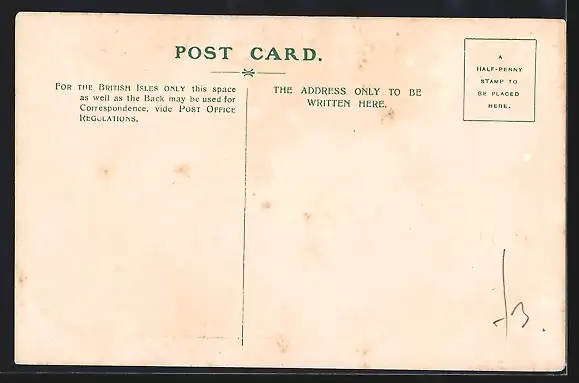 POST CARD.
FOR THE BRITISH ISLES ONLY this space
as well as the Back may be used for
Correspondence, vide POST OFFICE
REGULATIONS.
THE ADDRESS ONLY TO BE
WRITTEN HERE.
A
HALF-PENNY
STAMP TO
BE PLACED
HERE.